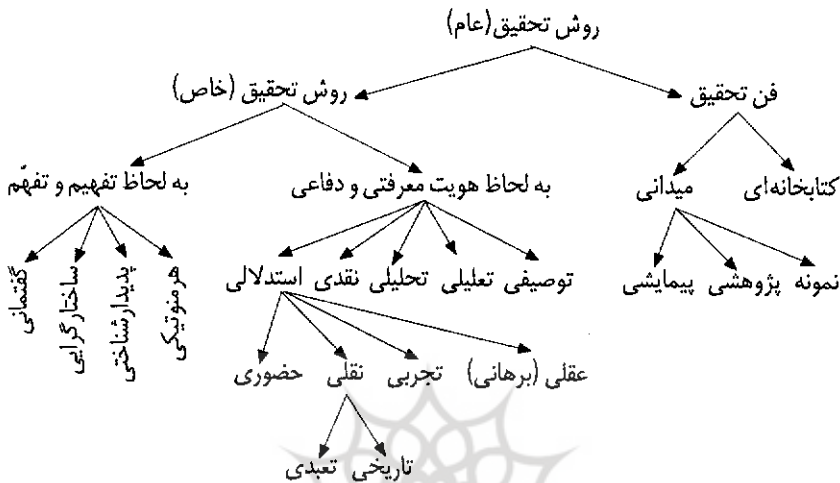 روش تحقیق(عام)
فن تحقیق روش تحقیق (خاص)
کتابخانه‌ای میدانی به لحاظ هویت معرفتی و دفاعی به لحاظ تفهیم و تفهّم
نمونه پژوهشی پیمایشی توصیفی تعلیلی تحلیلی نقدی استدلالی هرمنوتیکی پدیدارشناختی ساختارگرایی گفتمانی
عقلی (برهانی) تجربی نقلی حضوری
تاریخی تعبدی